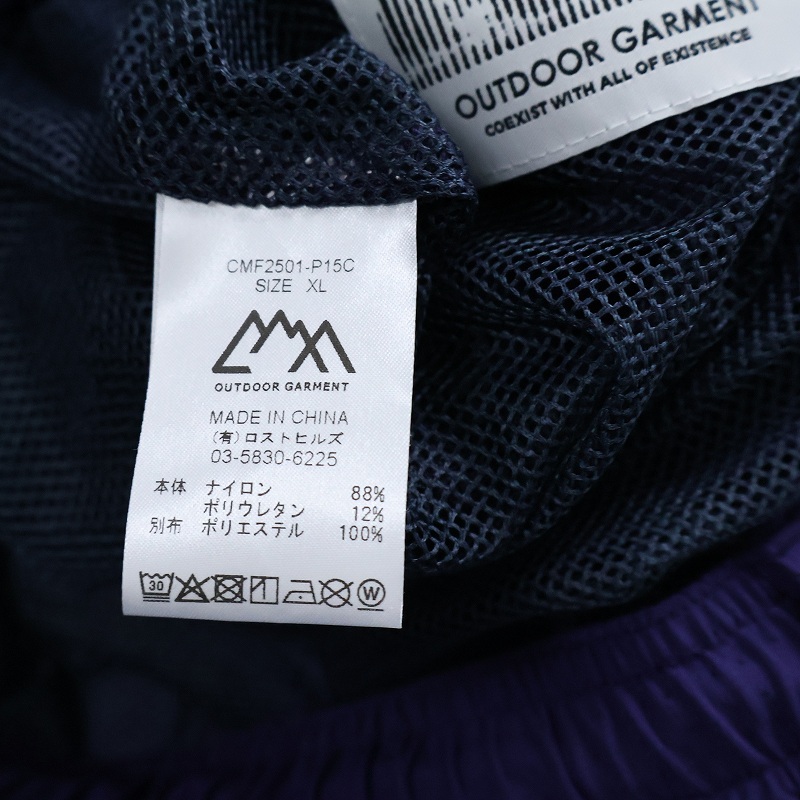 OUTDOOR GARMENT
COEXIST WITH ALL OF EXISTENCE
CMF2501-P15C
SIZE XL
OUTDOOR GARMENT
MADE IN CHINA
(有)ロストヒルズ
03-5830-6225
本体 ナイロン 88%
ポリウレタン 12%
別布 ポリエステル 100%
30
W